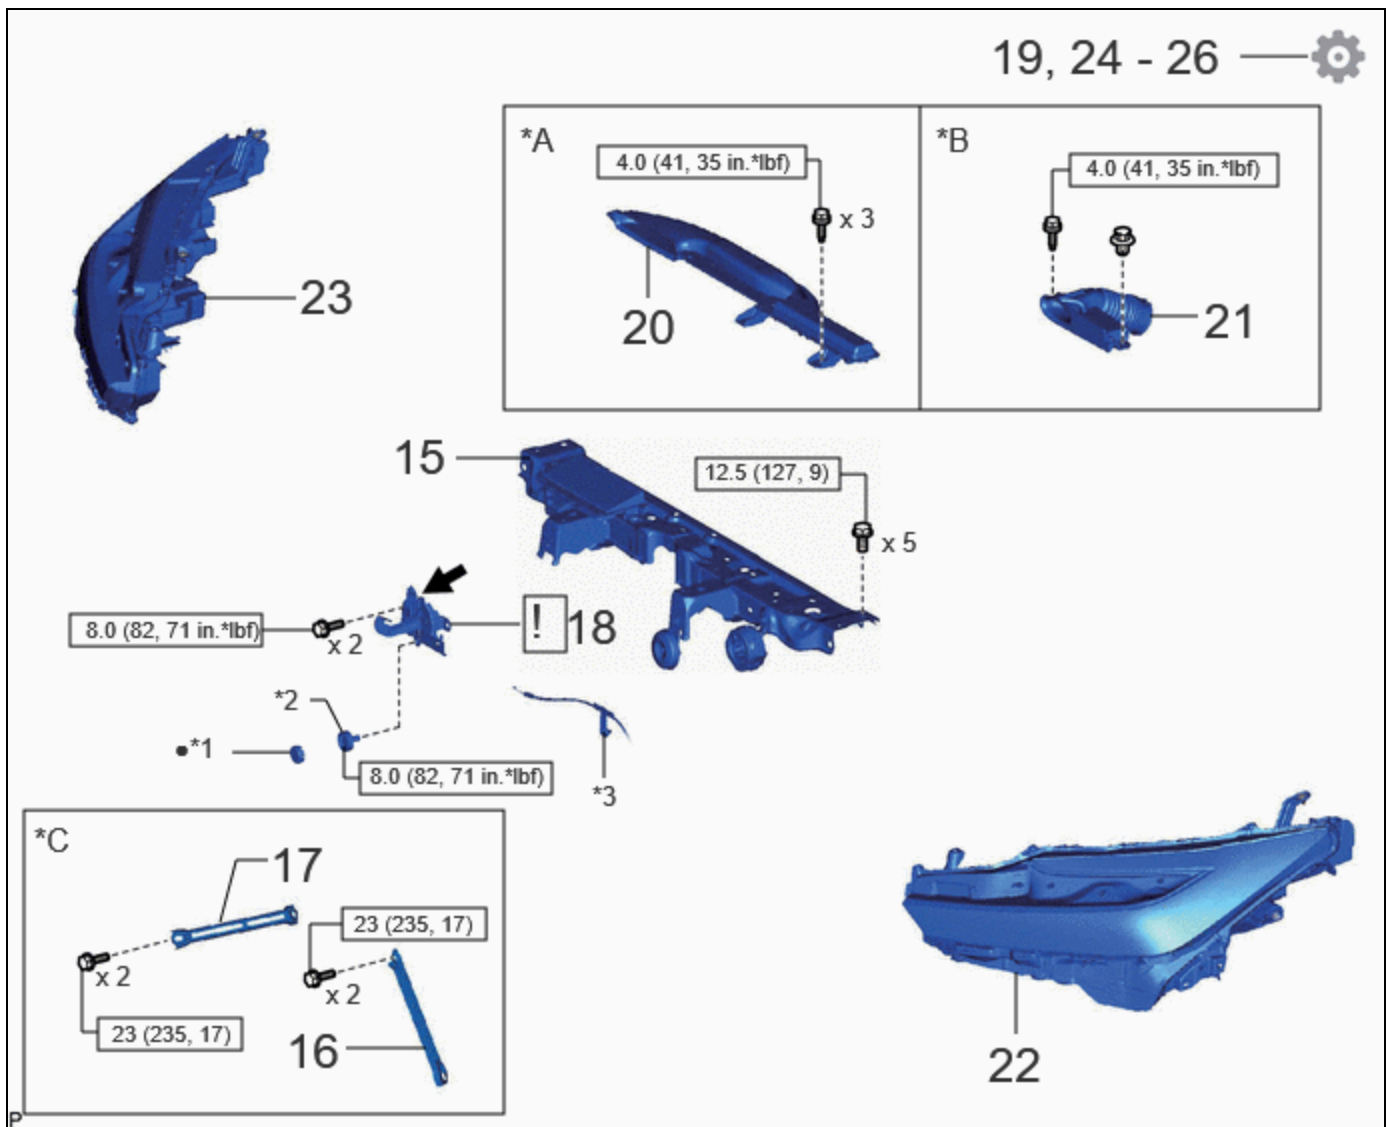 19, 24 - 26
*A
4.0 (41, 35 in.*lbf)
x 3
20
*B
4.0 (41, 35 in.*lbf)
21
23
15
12.5 (127, 9)
x 5
8.0 (82, 71 in.*lbf)
x 2
! 18
*2
●*1
8.0 (82, 71 in.*lbf)
*3
*C
17
x 2
23 (235, 17)
23 (235, 17)
x 2
16
22
P